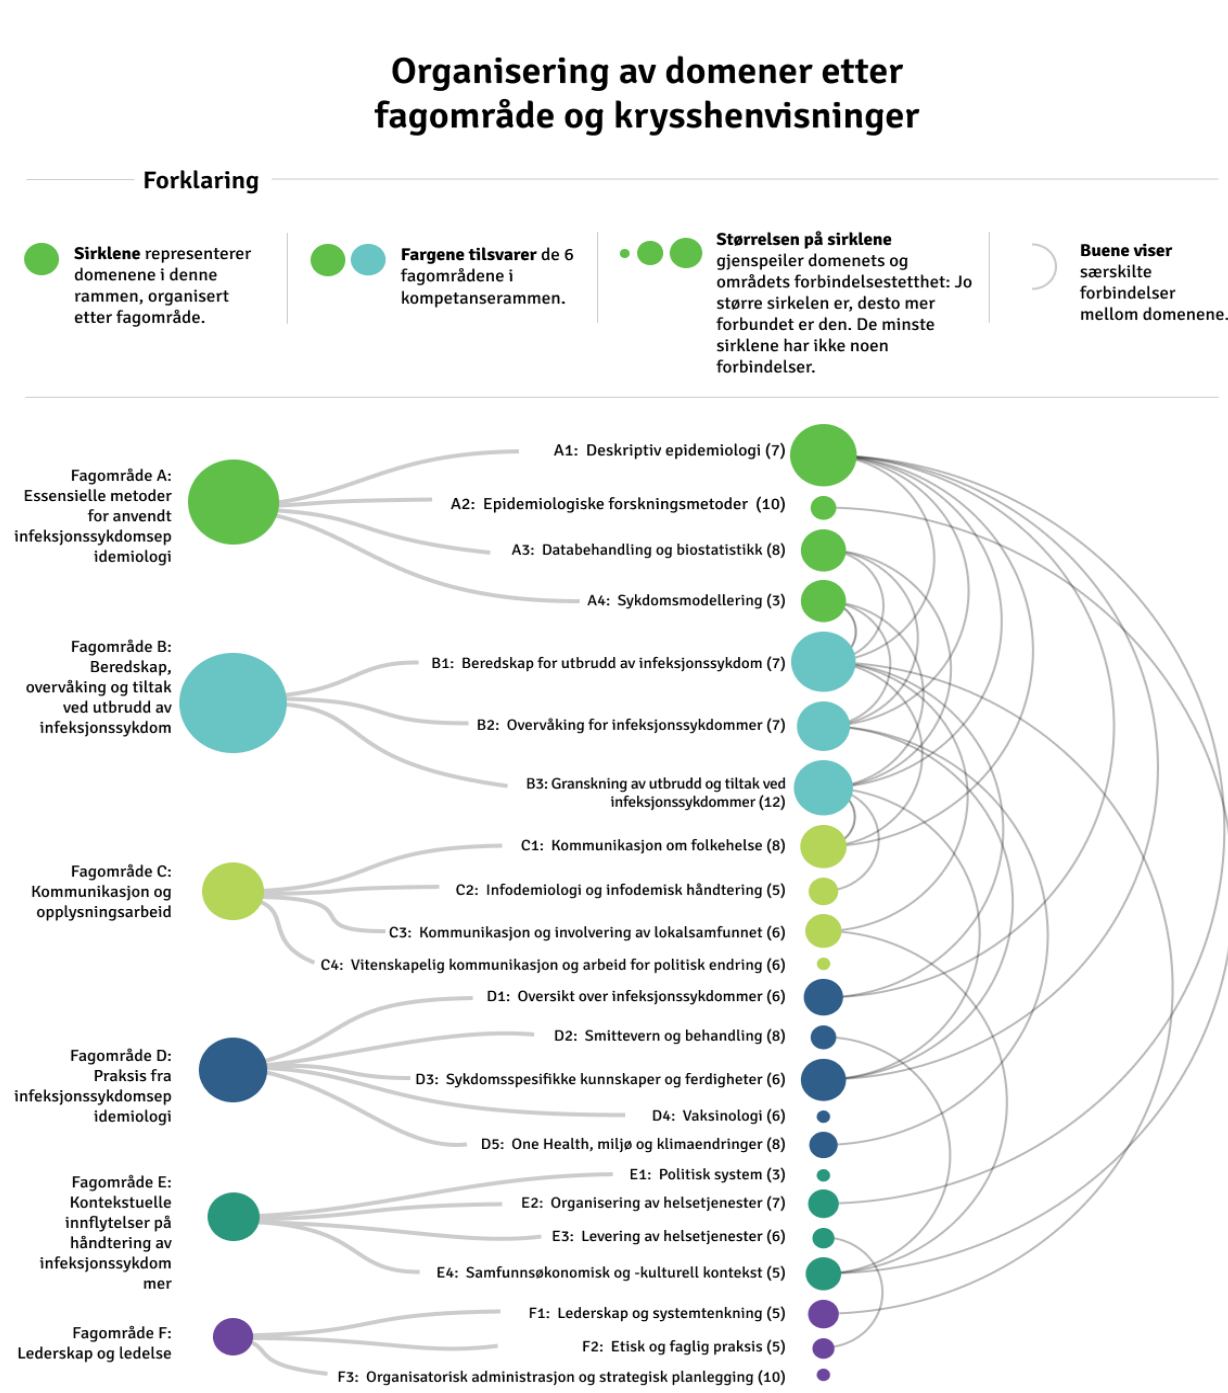 Organisering av domener etter
fagområde og krysshenvisninger
Forklaring
Sirklene representerer
domenene i denne
rammen, organisert
etter fagområde.
Fargene tilsvarer de 6
fagområdene i
kompetanserammen.
Størrelsen på sirklene
gjenspeiler domenets og
områdets forbindelsestetthet: Jo
større sirkelen er, desto mer
forbundet er den. De minste
sirklene har ikke noen
forbindelser.
Buene viser
særskilte
forbindelser
mellom domenene.
Fagområde A:
Essensielle metoder
for anvendt
infeksjonssykdomsep
idemiologi
A1: Deskriptiv epidemiologi (7)
A2: Epidemiologiske forskningsmetoder (10)
A3: Databehandling og biostatistikk (8)
A4: Sykdomsmodellering (3)
Fagområde B:
Beredskap,
overvåking og tiltak
ved utbrudd av
infeksjonssykdom
B1: Beredskap for utbrudd av infeksjonssykdom (7)
B2: Overvåking for infeksjonssykdommer (7)
B3: Granskning av utbrudd og tiltak ved
infeksjonssykdommer (12)
Fagområde C:
Kommunikasjon og
opplysningsarbeid
C1: Kommunikasjon om folkehelse (8)
C2: Infodemiologi og infodemisk håndtering (5)
C3: Kommunikasjon og involvering av lokalsamfunnet (6)
C4: Vitenskapelig kommunikasjon og arbeid for politisk endring (6)
Fagområde D:
Praksis fra
infeksjonssykdomsep
idemiologi
D1: Oversikt over infeksjonssykdommer (6)
D2: Smittevern og behandling (8)
D3: Sykdomsspesifikke kunnskaper og ferdigheter (6)
D4: Vaksinologi (6)
D5: One Health, miljø og klimaendringer (8)
Fagområde E:
Kontekstuelle
innflytelser på
håndtering av
infeksjonssykdom
mer
E1: Politisk system (3)
E2: Organisering av helsetjenester (7)
E3: Levering av helsetjenester (6)
E4: Samfunnsøkonomisk og -kulturell kontekst (5)
Fagområde F:
Lederskap og ledelse
F1: Lederskap og systemtenkning (5)
F2: Etisk og faglig praksis (5)
F3: Organisatorisk administrasjon og strategisk planlegging (10)